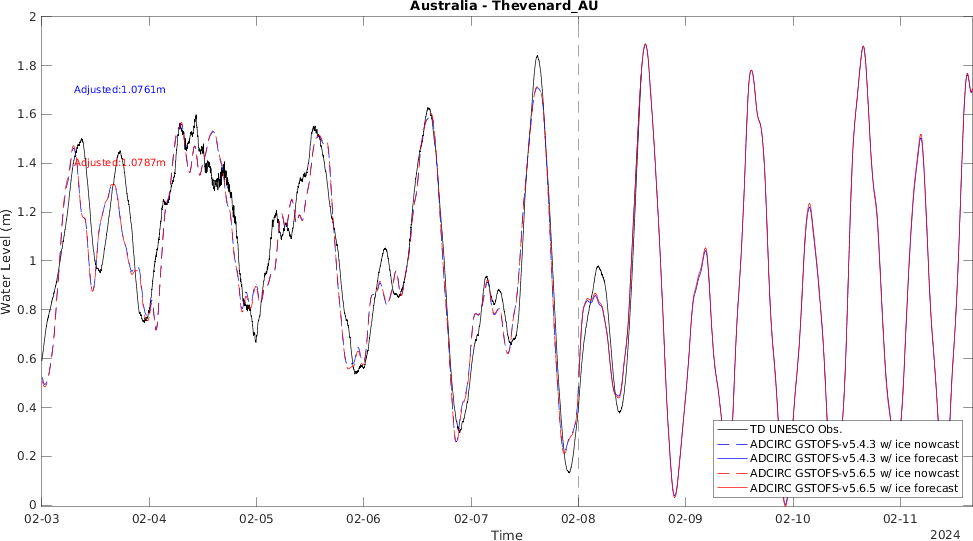 Australia - Thevenard_AU
2
1.8
1.6
1.4
1.2
1
0.8
0.6
0.4
0.2
0
Water Level (m)
Adjusted:1.0761m
Adjusted:1.0787m
TD UNESCO Obs.
ADCIRC GSTOFS-v5.4.3 w/ ice nowcast
ADCIRC GSTOFS-v5.4.3 w/ ice forecast
ADCIRC GSTOFS-v5.6.5 w/ ice nowcast
ADCIRC GSTOFS-v5.6.5 w/ ice forecast
02-03 02-04 02-05 02-06 02-07 02-08 02-09 02-10 02-11
Time
2024